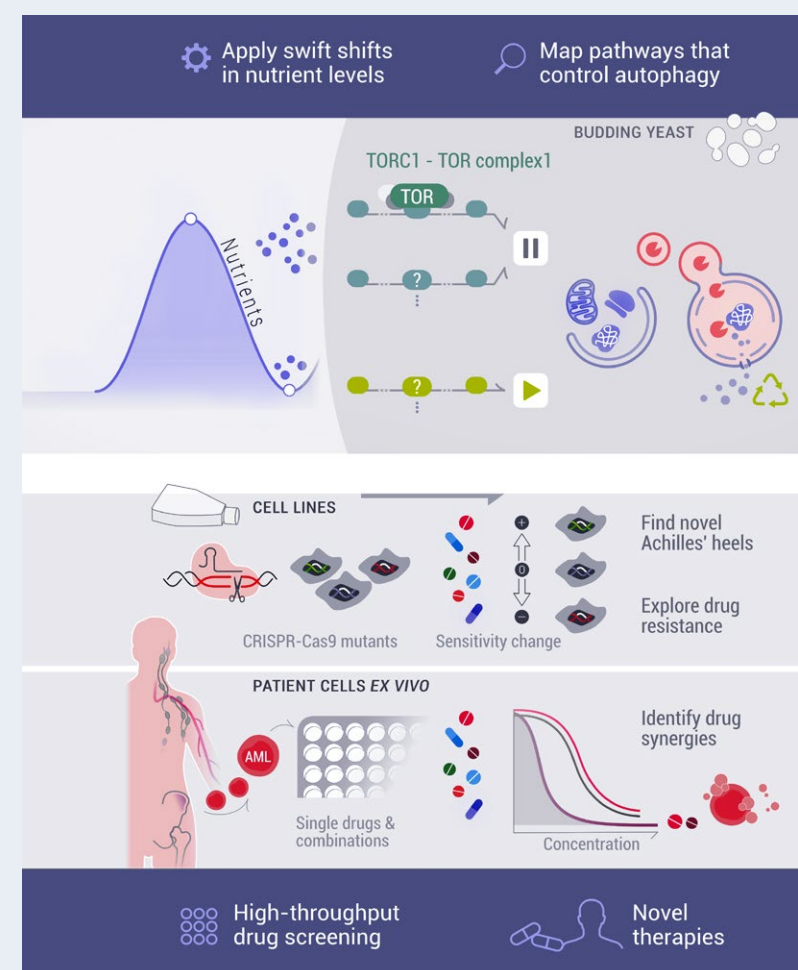 Apply swift shifts
in nutrient levels
Map pathways that
control autophagy
BUDDING YEAST
TORC1 - TOR complex1
TOR
Nutrients
?
?
CELL LINES
+
0
−
CRISPR-Cas9 mutants
Sensitivity change
Find novel
Achilles' heels
Explore drug
resistance
PATIENT CELLS EX VIVO
AML
Single drugs &
combinations
Concentration
Identify drug
synergies
High-throughput
drug screening
Novel
therapies